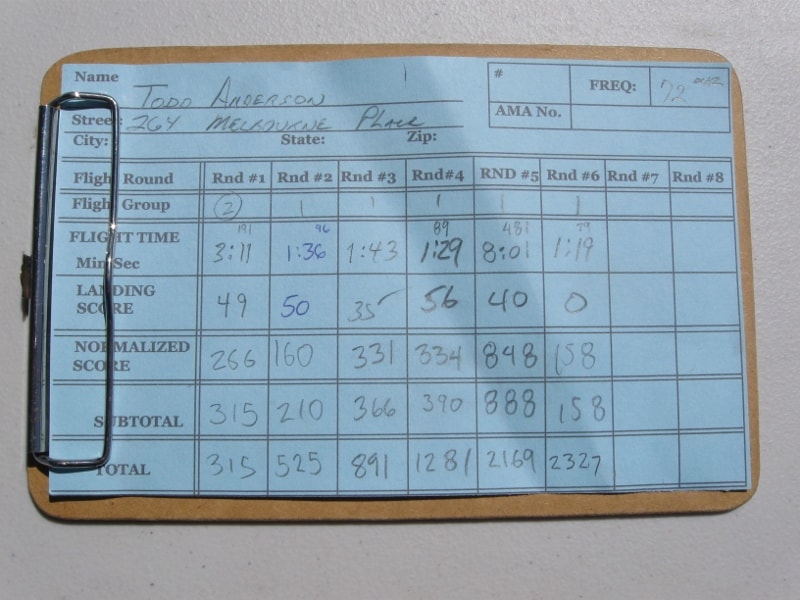 Name Todd Anderson # FREQ: 72
Street: 264 Melbourne Place AMA No.
City: State: Zip:
Flight Round Rnd #1 Rnd #2 Rnd #3 Rnd#4 RND #5 Rnd #6 Rnd #7 Rnd #8
Flight Group 2 1 1 1 1 1
191 96 89 481 79
FLIGHT TIME
Min Sec 3:11 1:36 1:43 1:29 8:01 1:19
LANDING
SCORE 49 50 35 56 40 0
NORMALIZED
SCORE 266 160 331 334 848 158
SUBTOTAL 315 210 366 390 888 158
TOTAL 315 525 891 1281 2169 2327